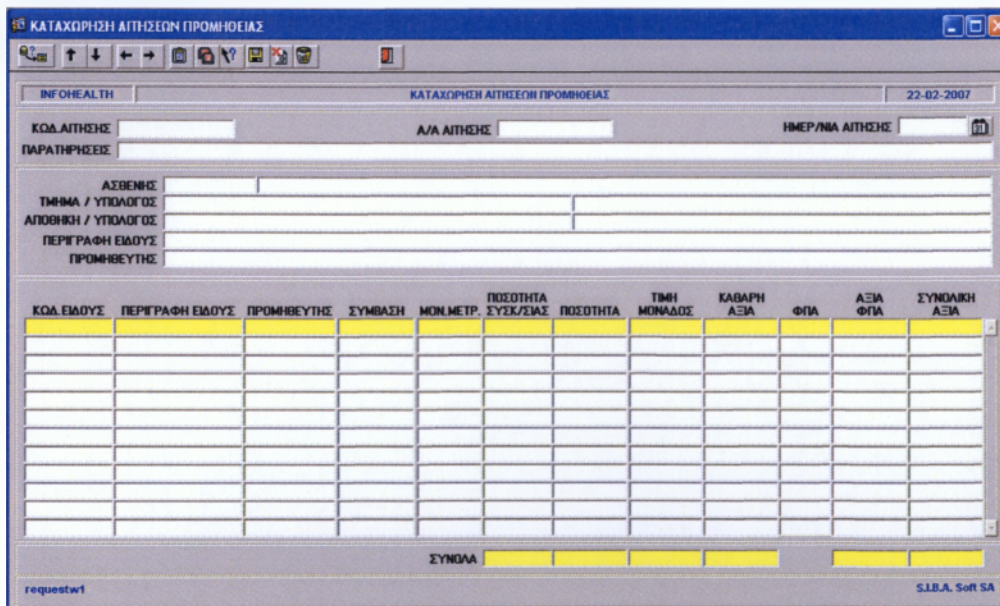 ΚΑΤΑΧΩΡΗΣΗ ΑΙΤΗΣΕΩΝ ΠΡΟΜΗΘΕΙΑΣ
INFOHEALTH ΚΑΤΑΧΩΡΗΣΗ ΑΙΤΗΣΕΩΝ ΠΡΟΜΗΘΕΙΑΣ 22-02-2007
ΚΩΔ.ΑΙΤΗΣΗΣ Α/Α ΑΙΤΗΣΗΣ ΗΜΕΡ/ΝΙΑ ΑΙΤΗΣΗΣ
ΠΑΡΑΤΗΡΗΣΕΙΣ
ΑΣΘΕΝΗΣ
ΤΜΗΜΑ / ΥΠΟΛΟΓΟΣ
ΑΠΟΘΗΚΗ / ΥΠΟΛΟΓΟΣ
ΠΕΡΙΓΡΑΦΗ ΕΙΔΟΥΣ
ΠΡΟΜΗΘΕΥΤΗΣ
ΠΟΣΟΤΗΤΑ ΤΙΜΗ ΚΑΘΑΡΗ ΑΞΙΑ ΣΥΝΟΛΙΚΗ
ΚΩΔ.ΕΙΔΟΥΣ ΠΕΡΙΓΡΑΦΗ ΕΙΔΟΥΣ ΠΡΟΜΗΘΕΥΤΗΣ ΣΥΜΒΑΣΗ ΜΟΝ.ΜΕΤΡ. ΣΥΣΚ/ΣΙΑΣ ΠΟΣΟΤΗΤΑ ΜΟΝΑΔΟΣ ΑΞΙΑ ΦΠΑ ΦΠΑ ΑΞΙΑ
ΣΥΝΟΛΑ
requestw1 S.I.B.A. Soft SA